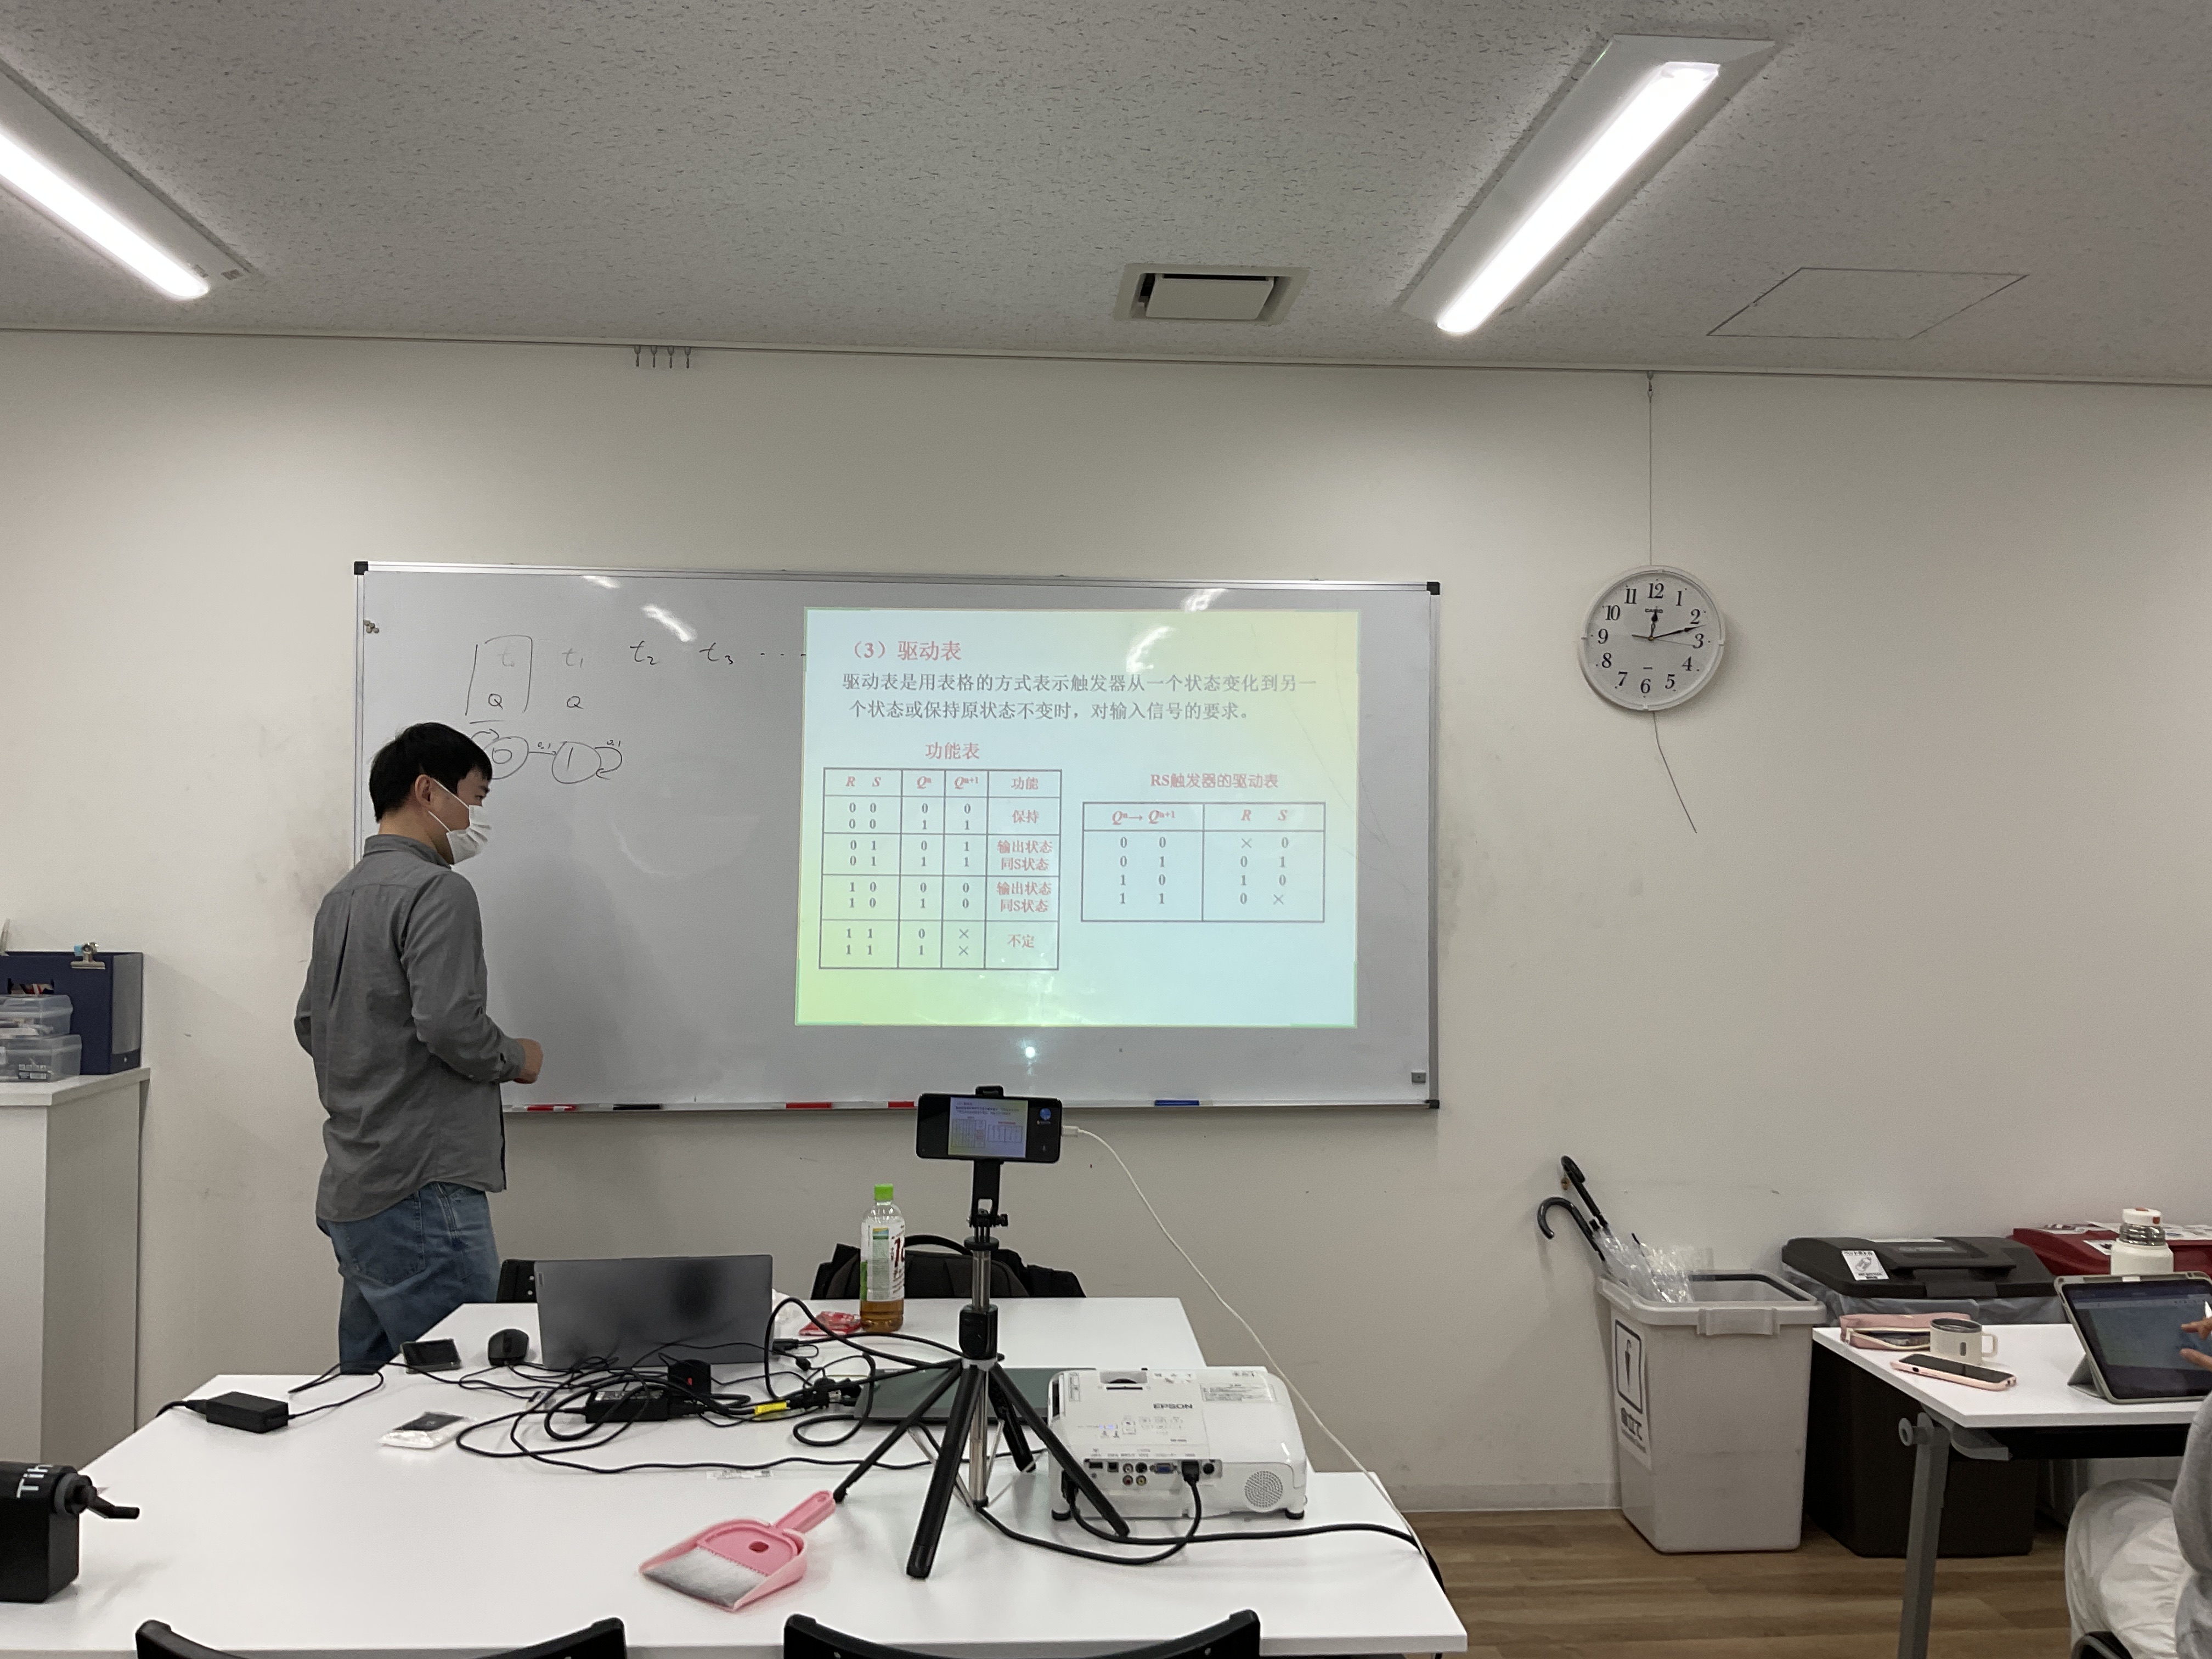 t₀ t₁ t₂ t₃ ...
Q Q
0 0,1 1 0,1
（3）驱动表
驱动表是用表格的方式表示触发器从一个状态变化到另一
个状态或保持原状态不变时，对输入信号的要求。
功能表
R S Qⁿ Qⁿ⁺¹ 功能
0 0 0 0 保持
0 0 1 1
0 1 0 1 输出状态
0 1 1 1 同S状态
1 0 0 0 输出状态
1 0 1 0 同S状态
1 1 0 × 不定
1 1 1 ×
RS触发器的驱动表
Qⁿ→ Qⁿ⁺¹ R S
0 0 × 0
0 1 0 1
1 0 1 0
1 1 0 ×
12
1
2
3
4
5
6
7
8
9
10
11
CASIO
EPSON